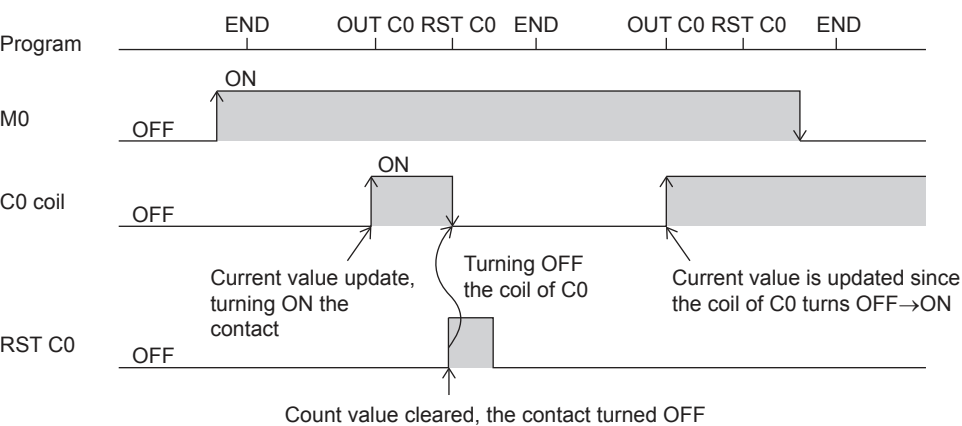 END OUT C0 RST C0 END OUT C0 RST C0 END
Program
ON
M0
OFF
ON
C0 coil
OFF
Current value update,
turning ON the
contact
Turning OFF
the coil of C0
Current value is updated since
the coil of C0 turns OFF→ON
RST C0
OFF
Count value cleared, the contact turned OFF